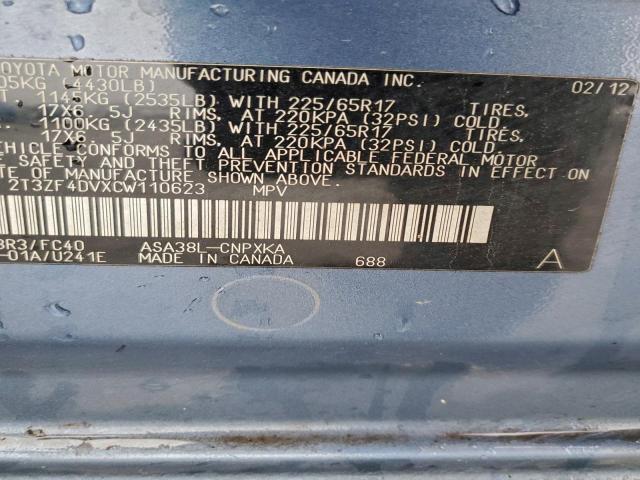 TOYOTA MOTOR MANUFACTURING CANADA INC.
02/12
05KG (4430LB)
1145KG (2535LB) WITH 225/65R17 TIRES,
17X6.5J RIMS, AT 220KPA (32PSI) COLD
1100KG (2435LB) WITH 225/65R17 TIRES,
17X6.5J RIMS, AT 220KPA (32PSI) COLD
VEHICLE CONFORMS TO ALL APPLICABLE FEDERAL MOTOR
SAFETY AND THEFT PREVENTION STANDARDS IN EFFECT ON
MANUFACTURE SHOWN ABOVE.
2T3ZF4DVXCW110623 MPV
8R3/FC40 ASA38L-CNPXKA
-01A/U241E MADE IN CANADA 688 A